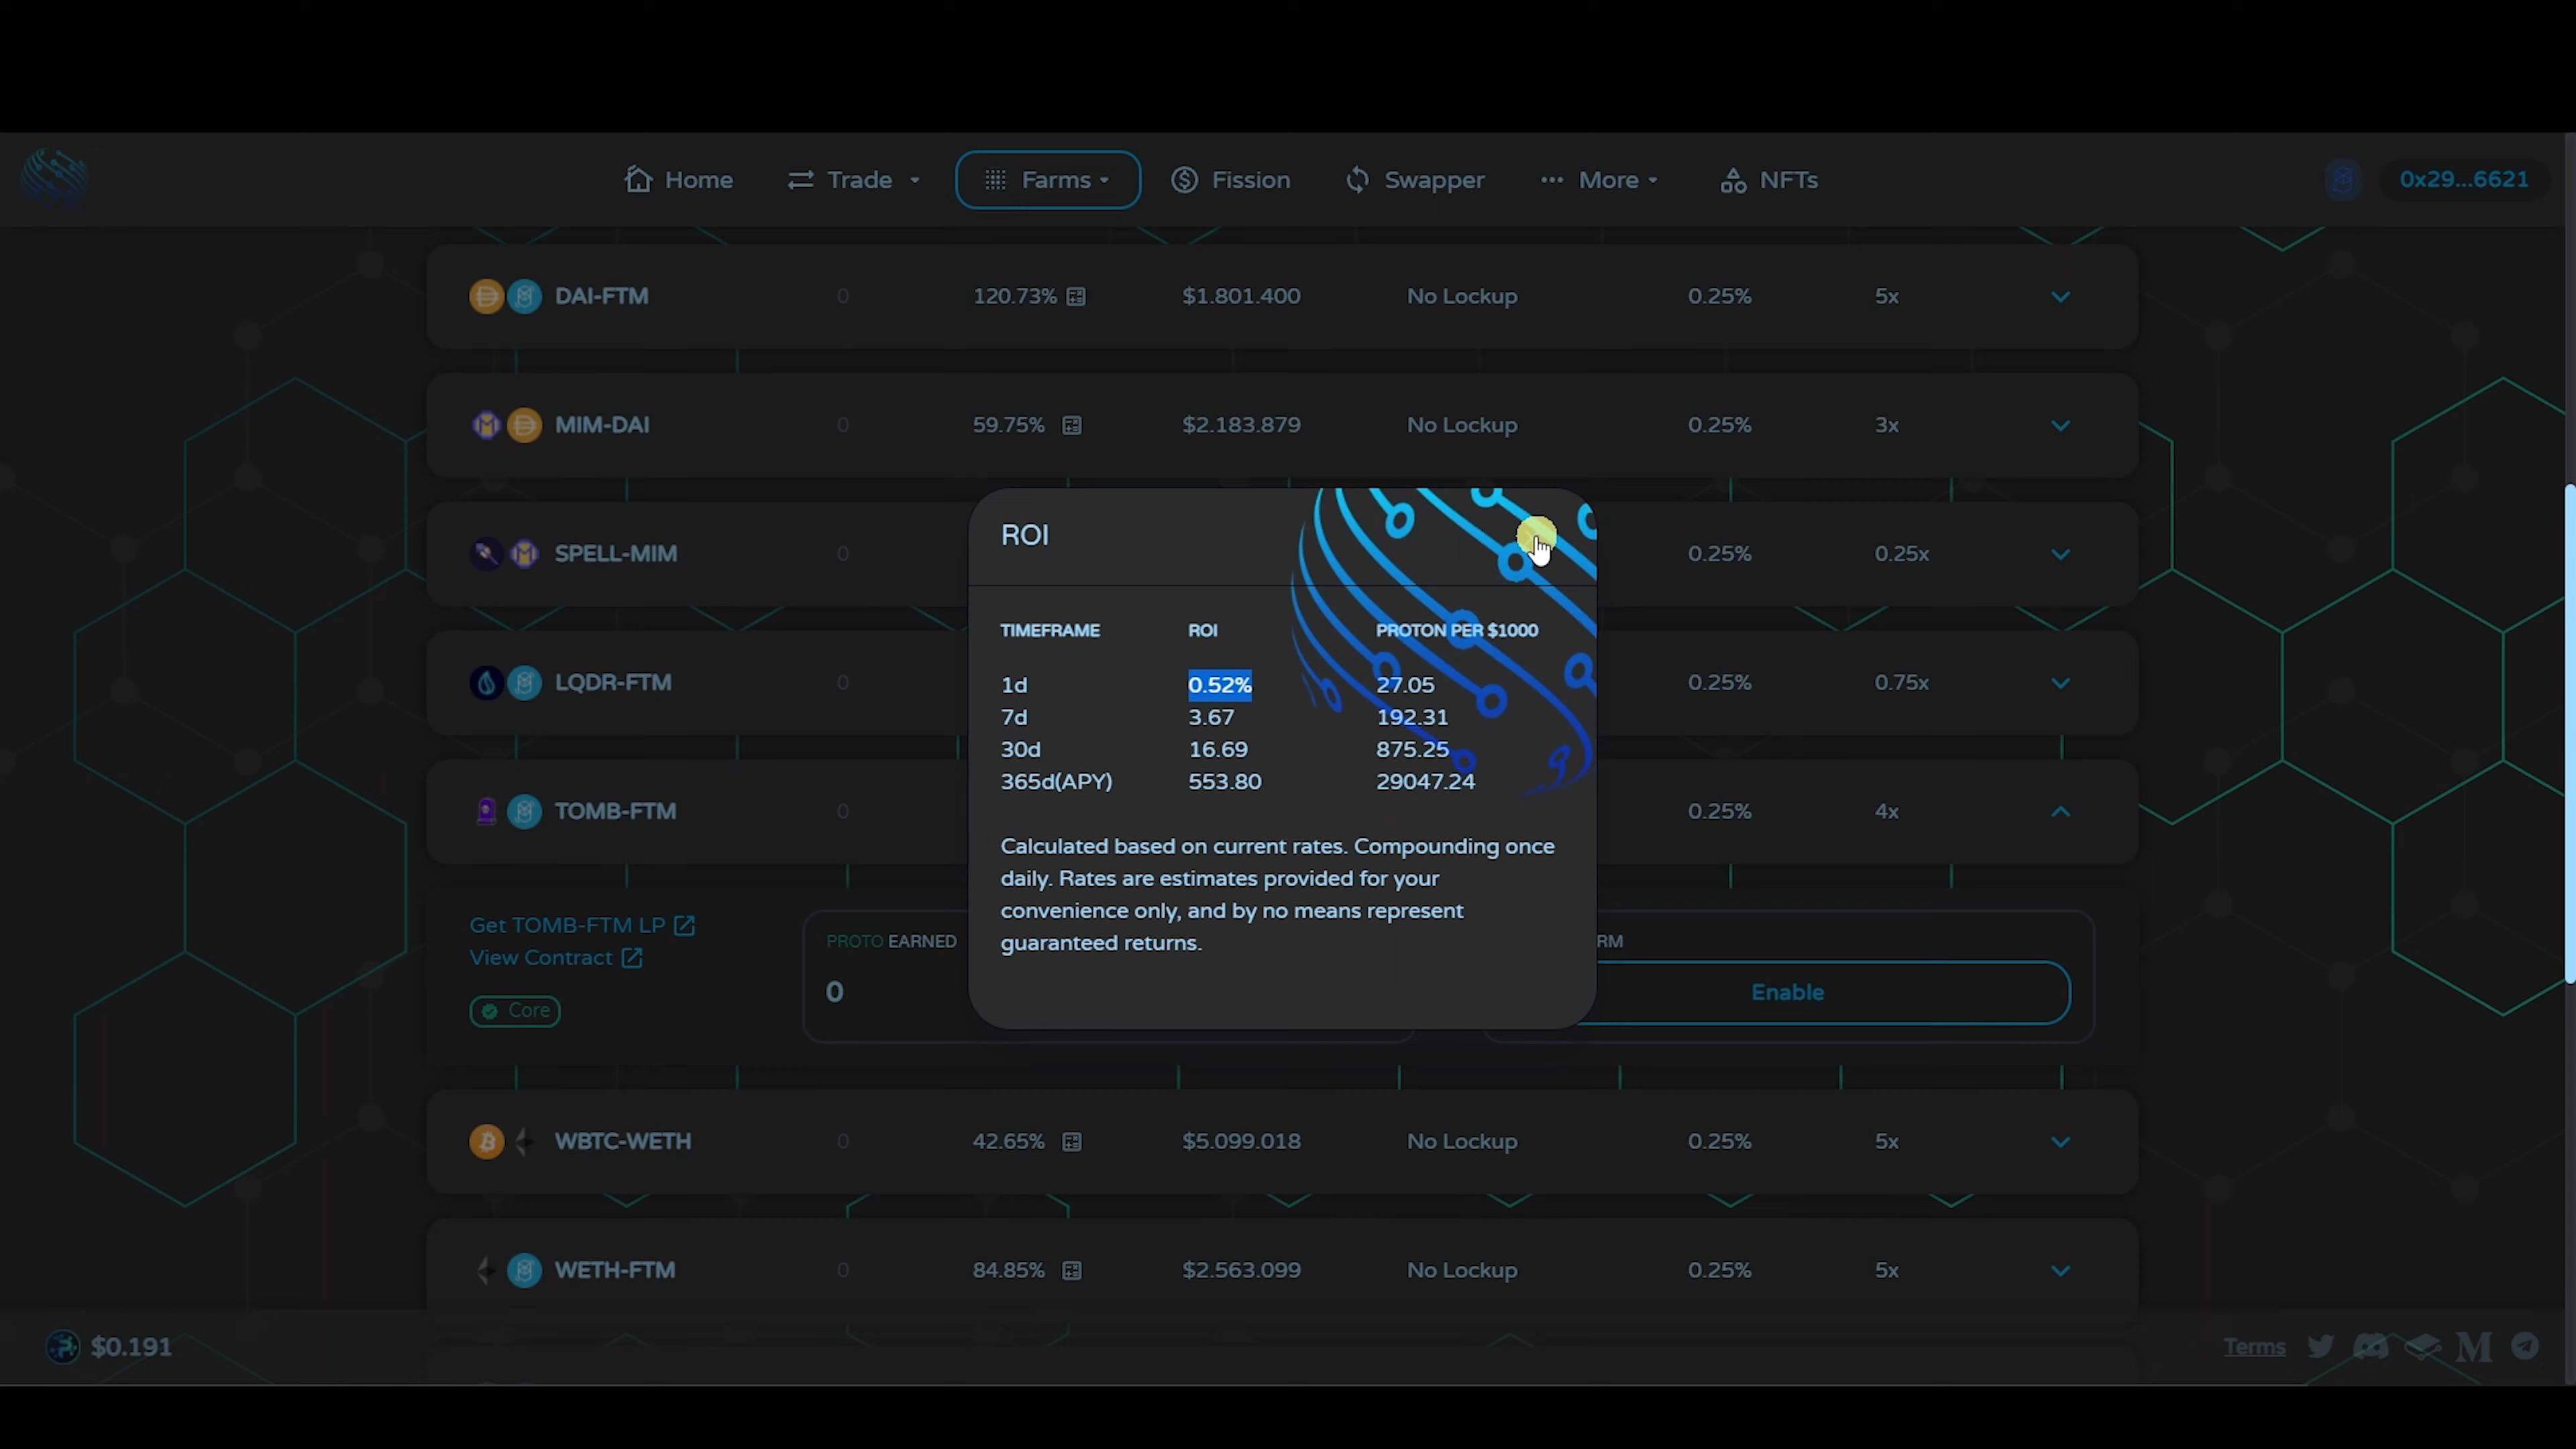 Home Trade Farms Fission Swapper More NFTs 0x29...6621
DAI-FTM 0 120.73% $1.801.400 No Lockup 0.25% 5x
MIM-DAI 0 59.75% $2.183.879 No Lockup 0.25% 3x
SPELL-MIM 0 0.25% 0.25x
LQDR-FTM 0 0.25% 0.75x
TOMB-FTM 0 0.25% 4x
ROI
TIMEFRAME ROI PROTON PER $1000
1d 0.52% 27.05
7d 3.67 192.31
30d 16.69 875.25
365d(APY) 553.80 29047.24
Calculated based on current rates. Compounding once
daily. Rates are estimates provided for your
convenience only, and by no means represent
guaranteed returns.
Get TOMB-FTM LP
View Contract
Core
PROTO EARNED
0
RM
Enable
WBTC-WETH 0 42.65% $5.099.018 No Lockup 0.25% 5x
WETH-FTM 0 84.85% $2.563.099 No Lockup 0.25% 5x
$0.191 Terms